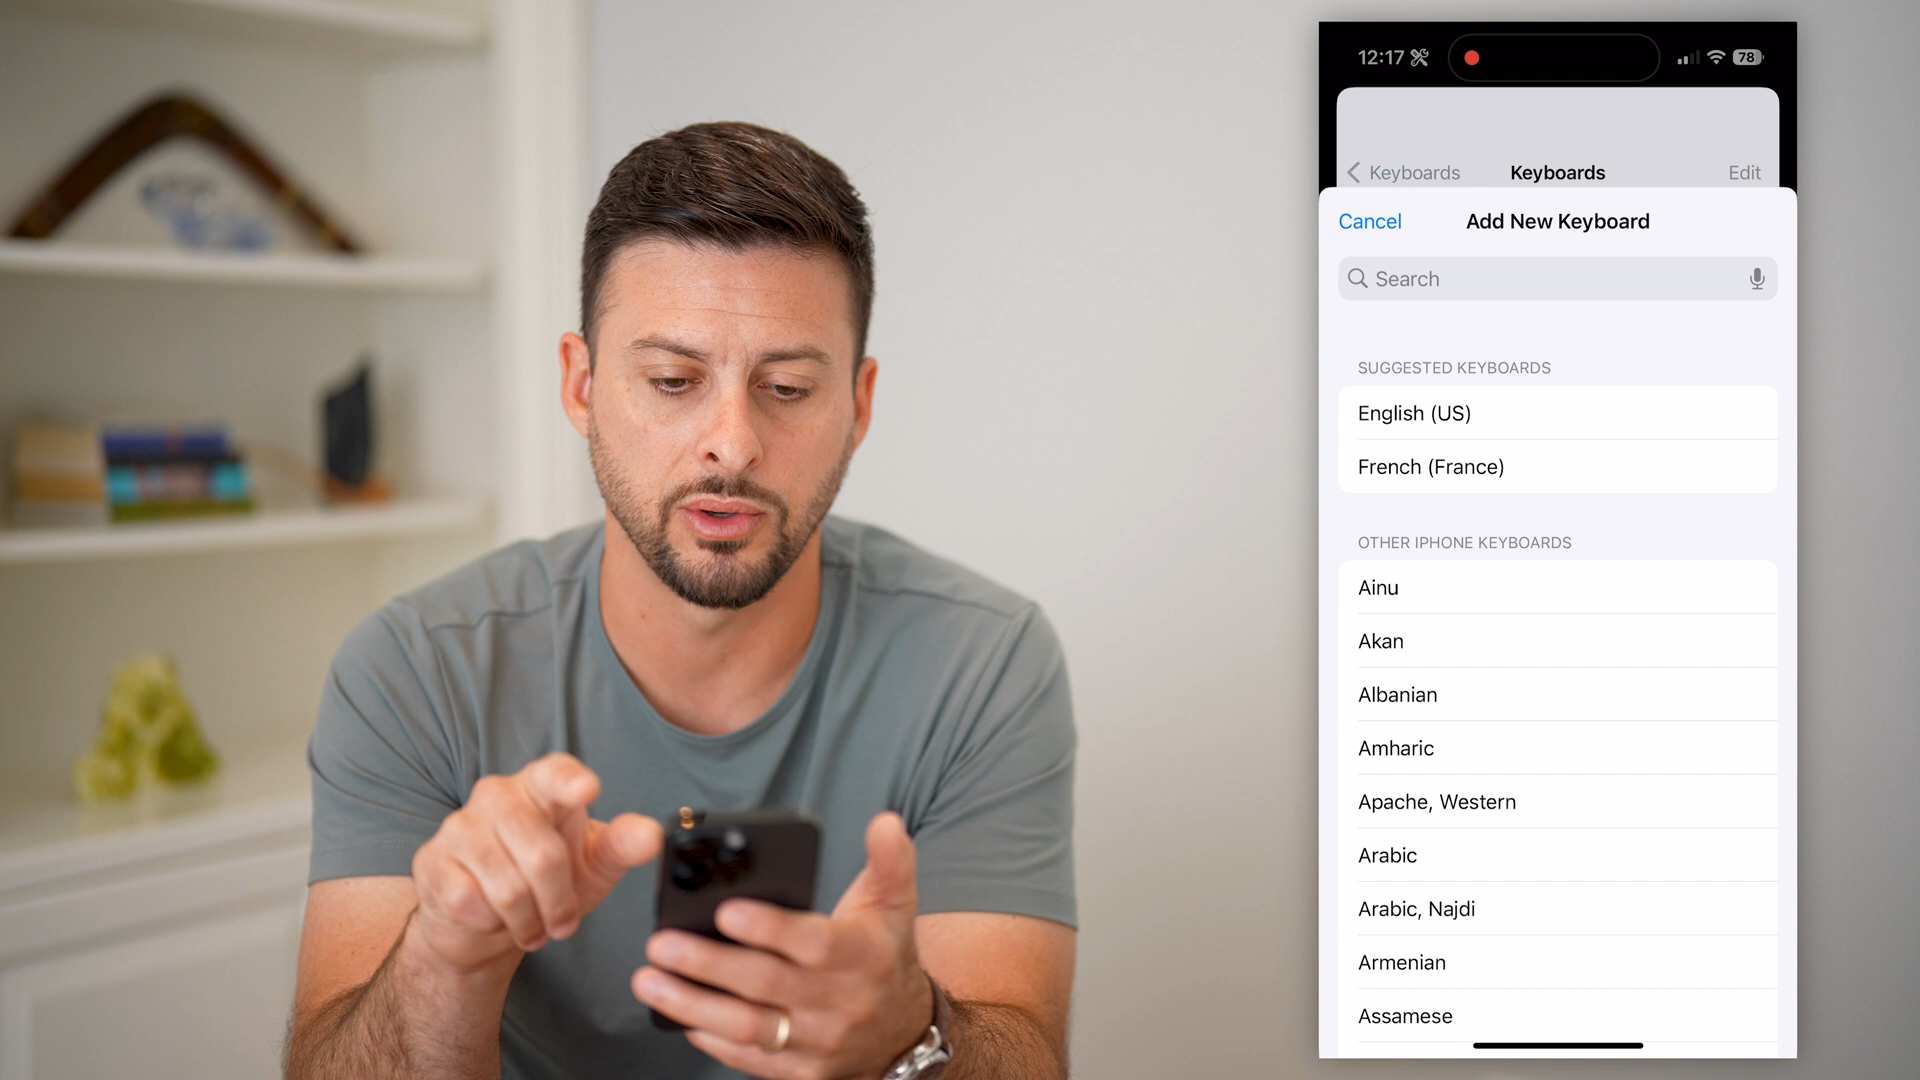 12:17
78
Keyboards Keyboards Edit
Cancel Add New Keyboard
Search
SUGGESTED KEYBOARDS
English (US)
French (France)
OTHER IPHONE KEYBOARDS
Ainu
Akan
Albanian
Amharic
Apache, Western
Arabic
Arabic, Najdi
Armenian
Assamese